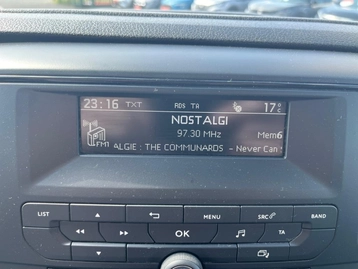 23:16 TXT RDS TA 17°C
NOSTALGI
97.30 MHz
Mem6
FM1
ALGIE : THE COMMUNARDS - Never Can
LIST MENU SRC BAND
OK TA